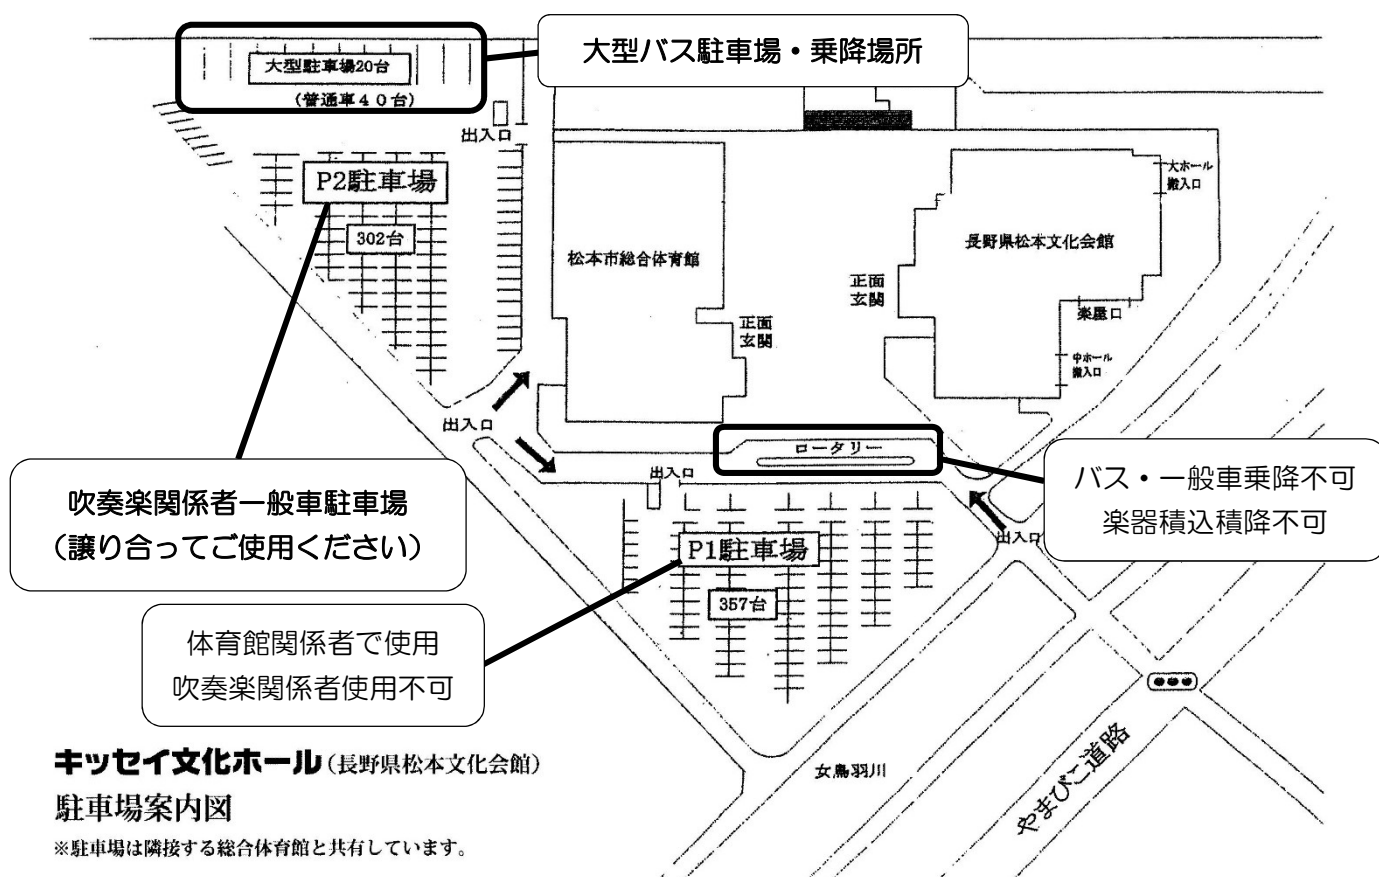 大型バス駐車場・乗降場所
大型駐車場20台
(普通車40台)
出入口
P2駐車場
302台
松本市総合体育館
正面
玄関
長野県松本文化会館
正面
玄関
大ホール
搬入口
楽屋口
中ホール
搬入口
出入口
ロータリー
出入口
バス・一般車乗降不可
楽器積込積降不可
吹奏楽関係者一般車駐車場
（譲り合ってご使用ください）
P1駐車場
357台
出入口
体育館関係者で使用
吹奏楽関係者使用不可
女鳥羽川
やまびこ道路
キッセイ文化ホール(長野県松本文化会館)
駐車場案内図
※駐車場は隣接する総合体育館と共有しています。